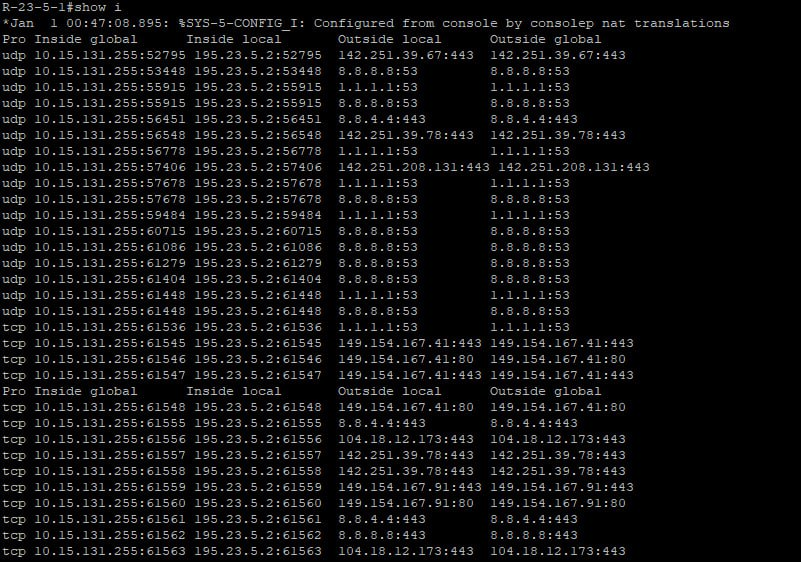 R-23-5-1#show i
*Jan  1 00:47:08.895: %SYS-5-CONFIG_I: Configured from console by consolep nat translations
Pro Inside global      Inside local       Outside local      Outside global
udp 10.15.131.255:52795 195.23.5.2:52795  142.251.39.67:443  142.251.39.67:443
udp 10.15.131.255:53448 195.23.5.2:53448  8.8.8.8:53         8.8.8.8:53
udp 10.15.131.255:55915 195.23.5.2:55915  1.1.1.1:53         1.1.1.1:53
udp 10.15.131.255:55915 195.23.5.2:55915  8.8.8.8:53         8.8.8.8:53
udp 10.15.131.255:56451 195.23.5.2:56451  8.8.4.4:443        8.8.4.4:443
udp 10.15.131.255:56548 195.23.5.2:56548  142.251.39.78:443  142.251.39.78:443
udp 10.15.131.255:56778 195.23.5.2:56778  1.1.1.1:53         1.1.1.1:53
udp 10.15.131.255:57406 195.23.5.2:57406  142.251.208.131:443 142.251.208.131:443
udp 10.15.131.255:57678 195.23.5.2:57678  1.1.1.1:53         1.1.1.1:53
udp 10.15.131.255:57678 195.23.5.2:57678  8.8.8.8:53         8.8.8.8:53
udp 10.15.131.255:59484 195.23.5.2:59484  1.1.1.1:53         1.1.1.1:53
udp 10.15.131.255:60715 195.23.5.2:60715  8.8.8.8:53         8.8.8.8:53
udp 10.15.131.255:61086 195.23.5.2:61086  8.8.8.8:53         8.8.8.8:53
udp 10.15.131.255:61279 195.23.5.2:61279  8.8.8.8:53         8.8.8.8:53
udp 10.15.131.255:61404 195.23.5.2:61404  8.8.8.8:53         8.8.8.8:53
udp 10.15.131.255:61448 195.23.5.2:61448  1.1.1.1:53         1.1.1.1:53
udp 10.15.131.255:61448 195.23.5.2:61448  8.8.8.8:53         8.8.8.8:53
tcp 10.15.131.255:61536 195.23.5.2:61536  1.1.1.1:53         1.1.1.1:53
tcp 10.15.131.255:61545 195.23.5.2:61545  149.154.167.41:443 149.154.167.41:443
tcp 10.15.131.255:61546 195.23.5.2:61546  149.154.167.41:80  149.154.167.41:80
tcp 10.15.131.255:61547 195.23.5.2:61547  149.154.167.41:443 149.154.167.41:443
Pro Inside global      Inside local       Outside local      Outside global
tcp 10.15.131.255:61548 195.23.5.2:61548  149.154.167.41:80  149.154.167.41:80
tcp 10.15.131.255:61555 195.23.5.2:61555  8.8.4.4:443        8.8.4.4:443
tcp 10.15.131.255:61556 195.23.5.2:61556  104.18.12.173:443  104.18.12.173:443
tcp 10.15.131.255:61557 195.23.5.2:61557  142.251.39.78:443  142.251.39.78:443
tcp 10.15.131.255:61558 195.23.5.2:61558  142.251.39.78:443  142.251.39.78:443
tcp 10.15.131.255:61559 195.23.5.2:61559  149.154.167.91:443 149.154.167.91:443
tcp 10.15.131.255:61560 195.23.5.2:61560  149.154.167.91:80  149.154.167.91:80
tcp 10.15.131.255:61561 195.23.5.2:61561  8.8.4.4:443        8.8.4.4:443
tcp 10.15.131.255:61562 195.23.5.2:61562  8.8.8.8:443        8.8.8.8:443
tcp 10.15.131.255:61563 195.23.5.2:61563  104.18.12.173:443  104.18.12.173:443